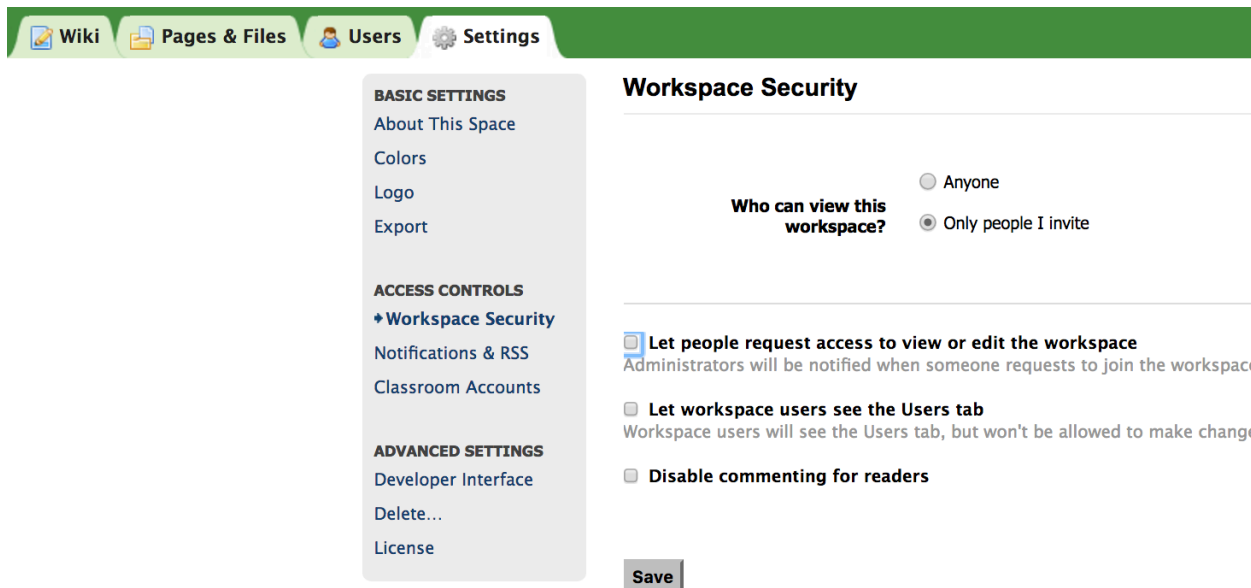 Wiki
Pages & Files
Users
Settings
BASIC SETTINGS
About This Space
Colors
Logo
Export
ACCESS CONTROLS
Workspace Security
Notifications & RSS
Classroom Accounts
ADVANCED SETTINGS
Developer Interface
Delete...
License
Workspace Security
Who can view this
workspace?
Anyone
Only people I invite
Let people request access to view or edit the workspace
Administrators will be notified when someone requests to join the workspace
Let workspace users see the Users tab
Workspace users will see the Users tab, but won't be allowed to make change
Disable commenting for readers
Save